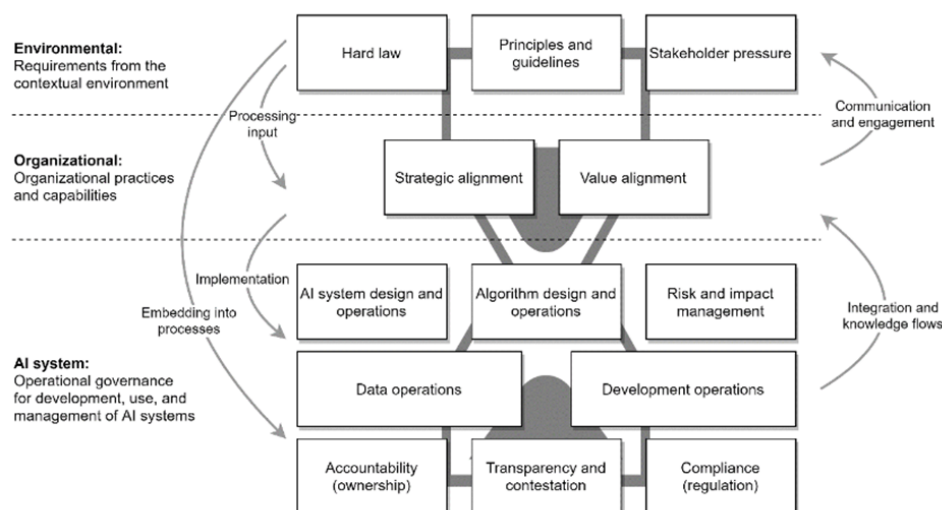 Environmental:
Requirements from the
contextual environment
Hard law
Principles and
guidelines
Stakeholder pressure
Processing
input
Communication
and engagement
Organizational:
Organizational practices
and capabilities
Strategic alignment
Value alignment
Implementation
AI system design and
operations
Algorithm design and
operations
Risk and impact
management
Embedding into
processes
Integration and
knowledge flows
AI system:
Operational governance
for development, use, and
management of AI systems
Data operations
Development operations
Accountability
(ownership)
Transparency and
contestation
Compliance
(regulation)